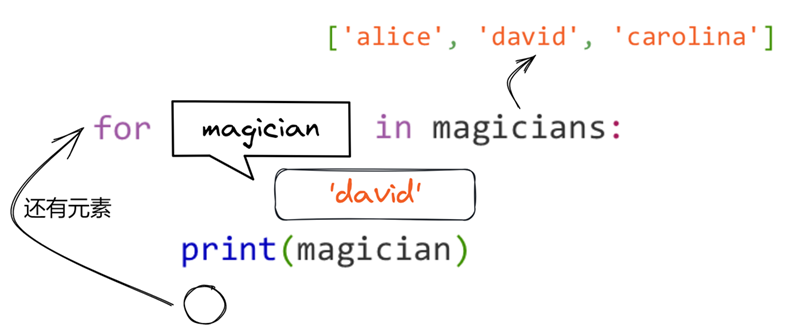 ['alice', 'david', 'carolina']
for magician in magicians:
'david'
还有元素
print(magician)